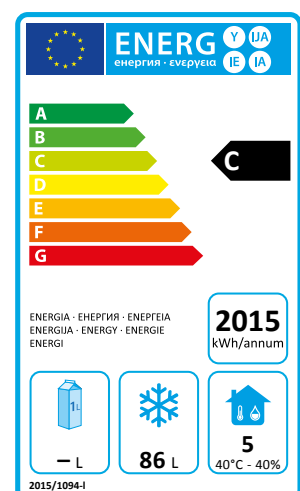 ENERG Y IJA
енергия · ενεργεια IE IA
A
B
C
C
D
E
F
G
ENERGIA · ЕНЕРГИЯ · ΕΝΕΡΓΕΙΑ
ENERGIJA · ENERGY · ENERGIE
ENERGI
2015
kWh/annum
1L
– L
86 L
5
40°C - 40%
2015/1094-I